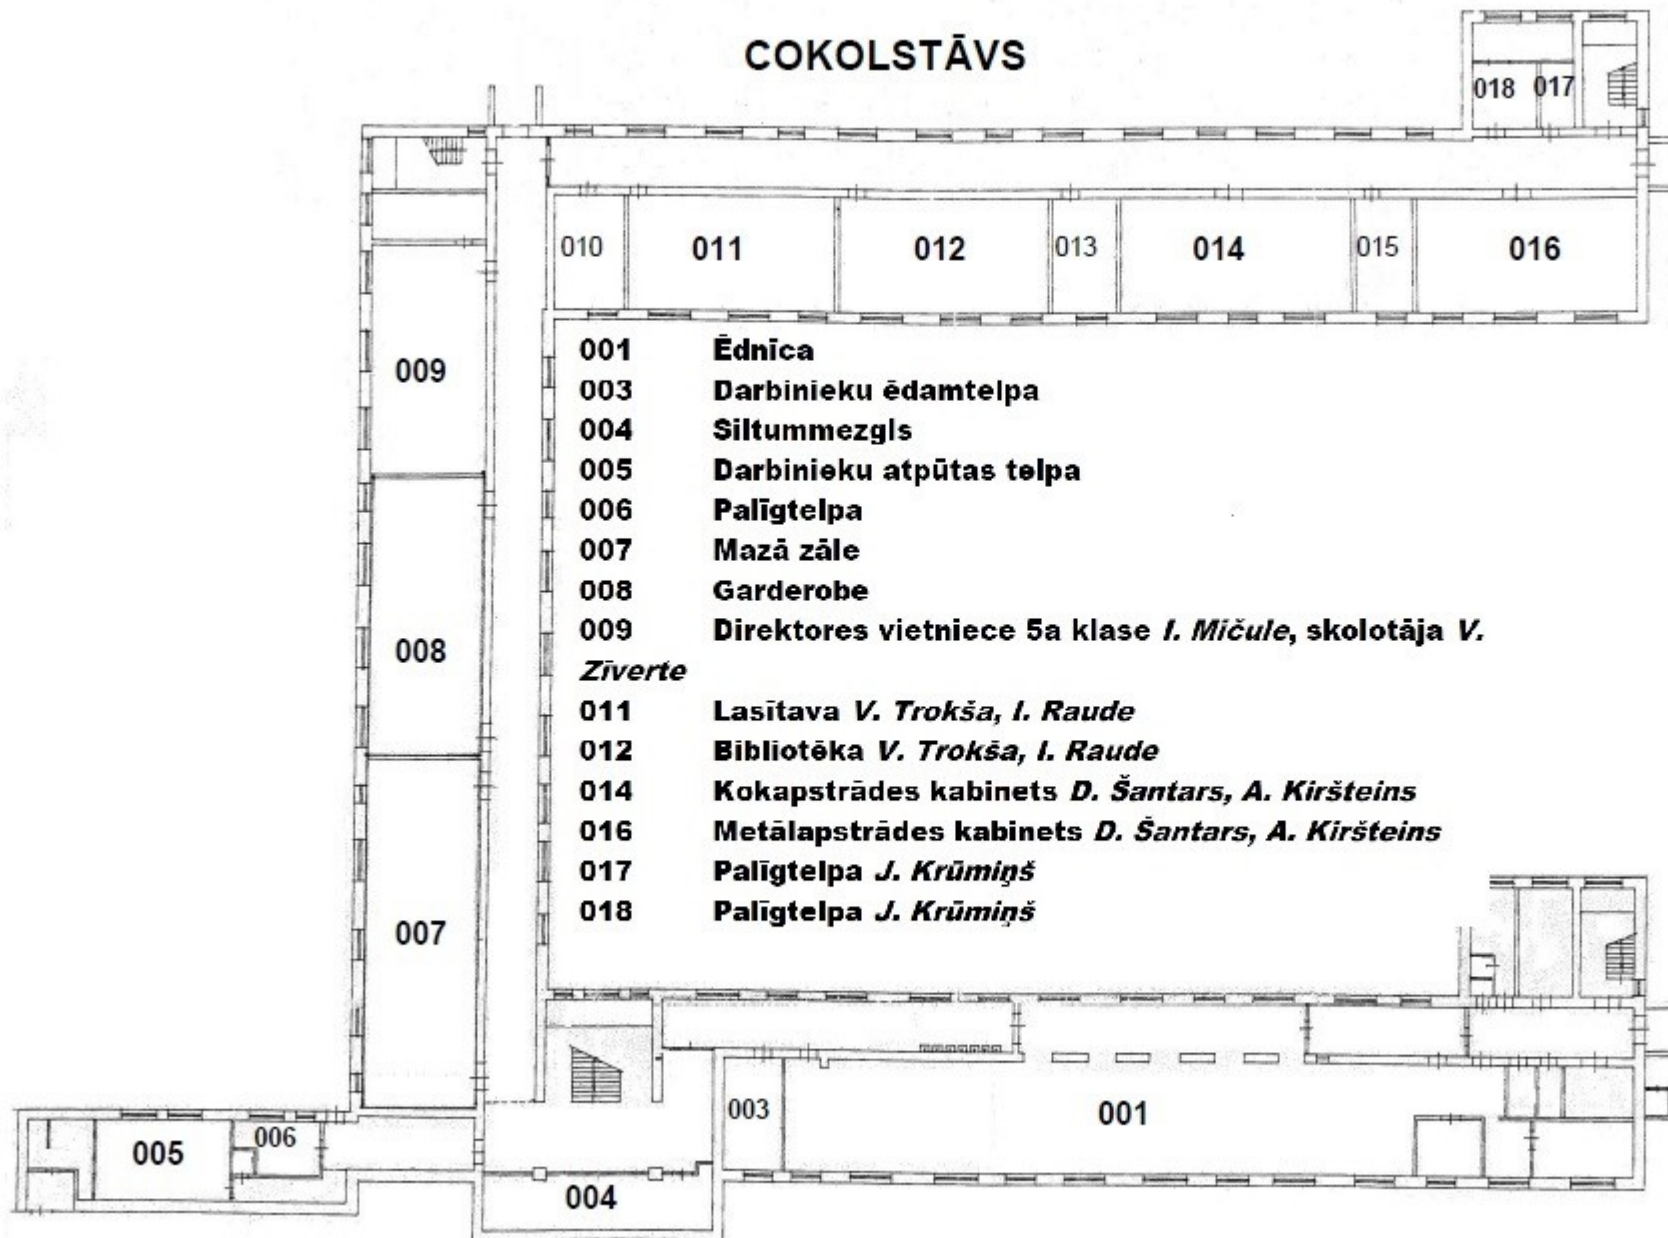 COKOLSTĀVS
018 017
010 011 012 013 014 015 016
009
008
007
001 Ēdnīca
003 Darbinieku ēdamtelpa
004 Siltummezgls
005 Darbinieku atpūtas telpa
006 Palīgtelpa
007 Mazā zāle
008 Garderobe
009 Direktores vietniece 5a klase I. Mičule, skolotāja V.
Zīverte
011 Lasītava V. Trokša, I. Raude
012 Bibliotēka V. Trokša, I. Raude
014 Kokapstrādes kabinets D. Šantars, A. Kiršteins
016 Metālapstrādes kabinets D. Šantars, A. Kiršteins
017 Palīgtelpa J. Krūmiņš
018 Palīgtelpa J. Krūmiņš
003 001
005 006
004